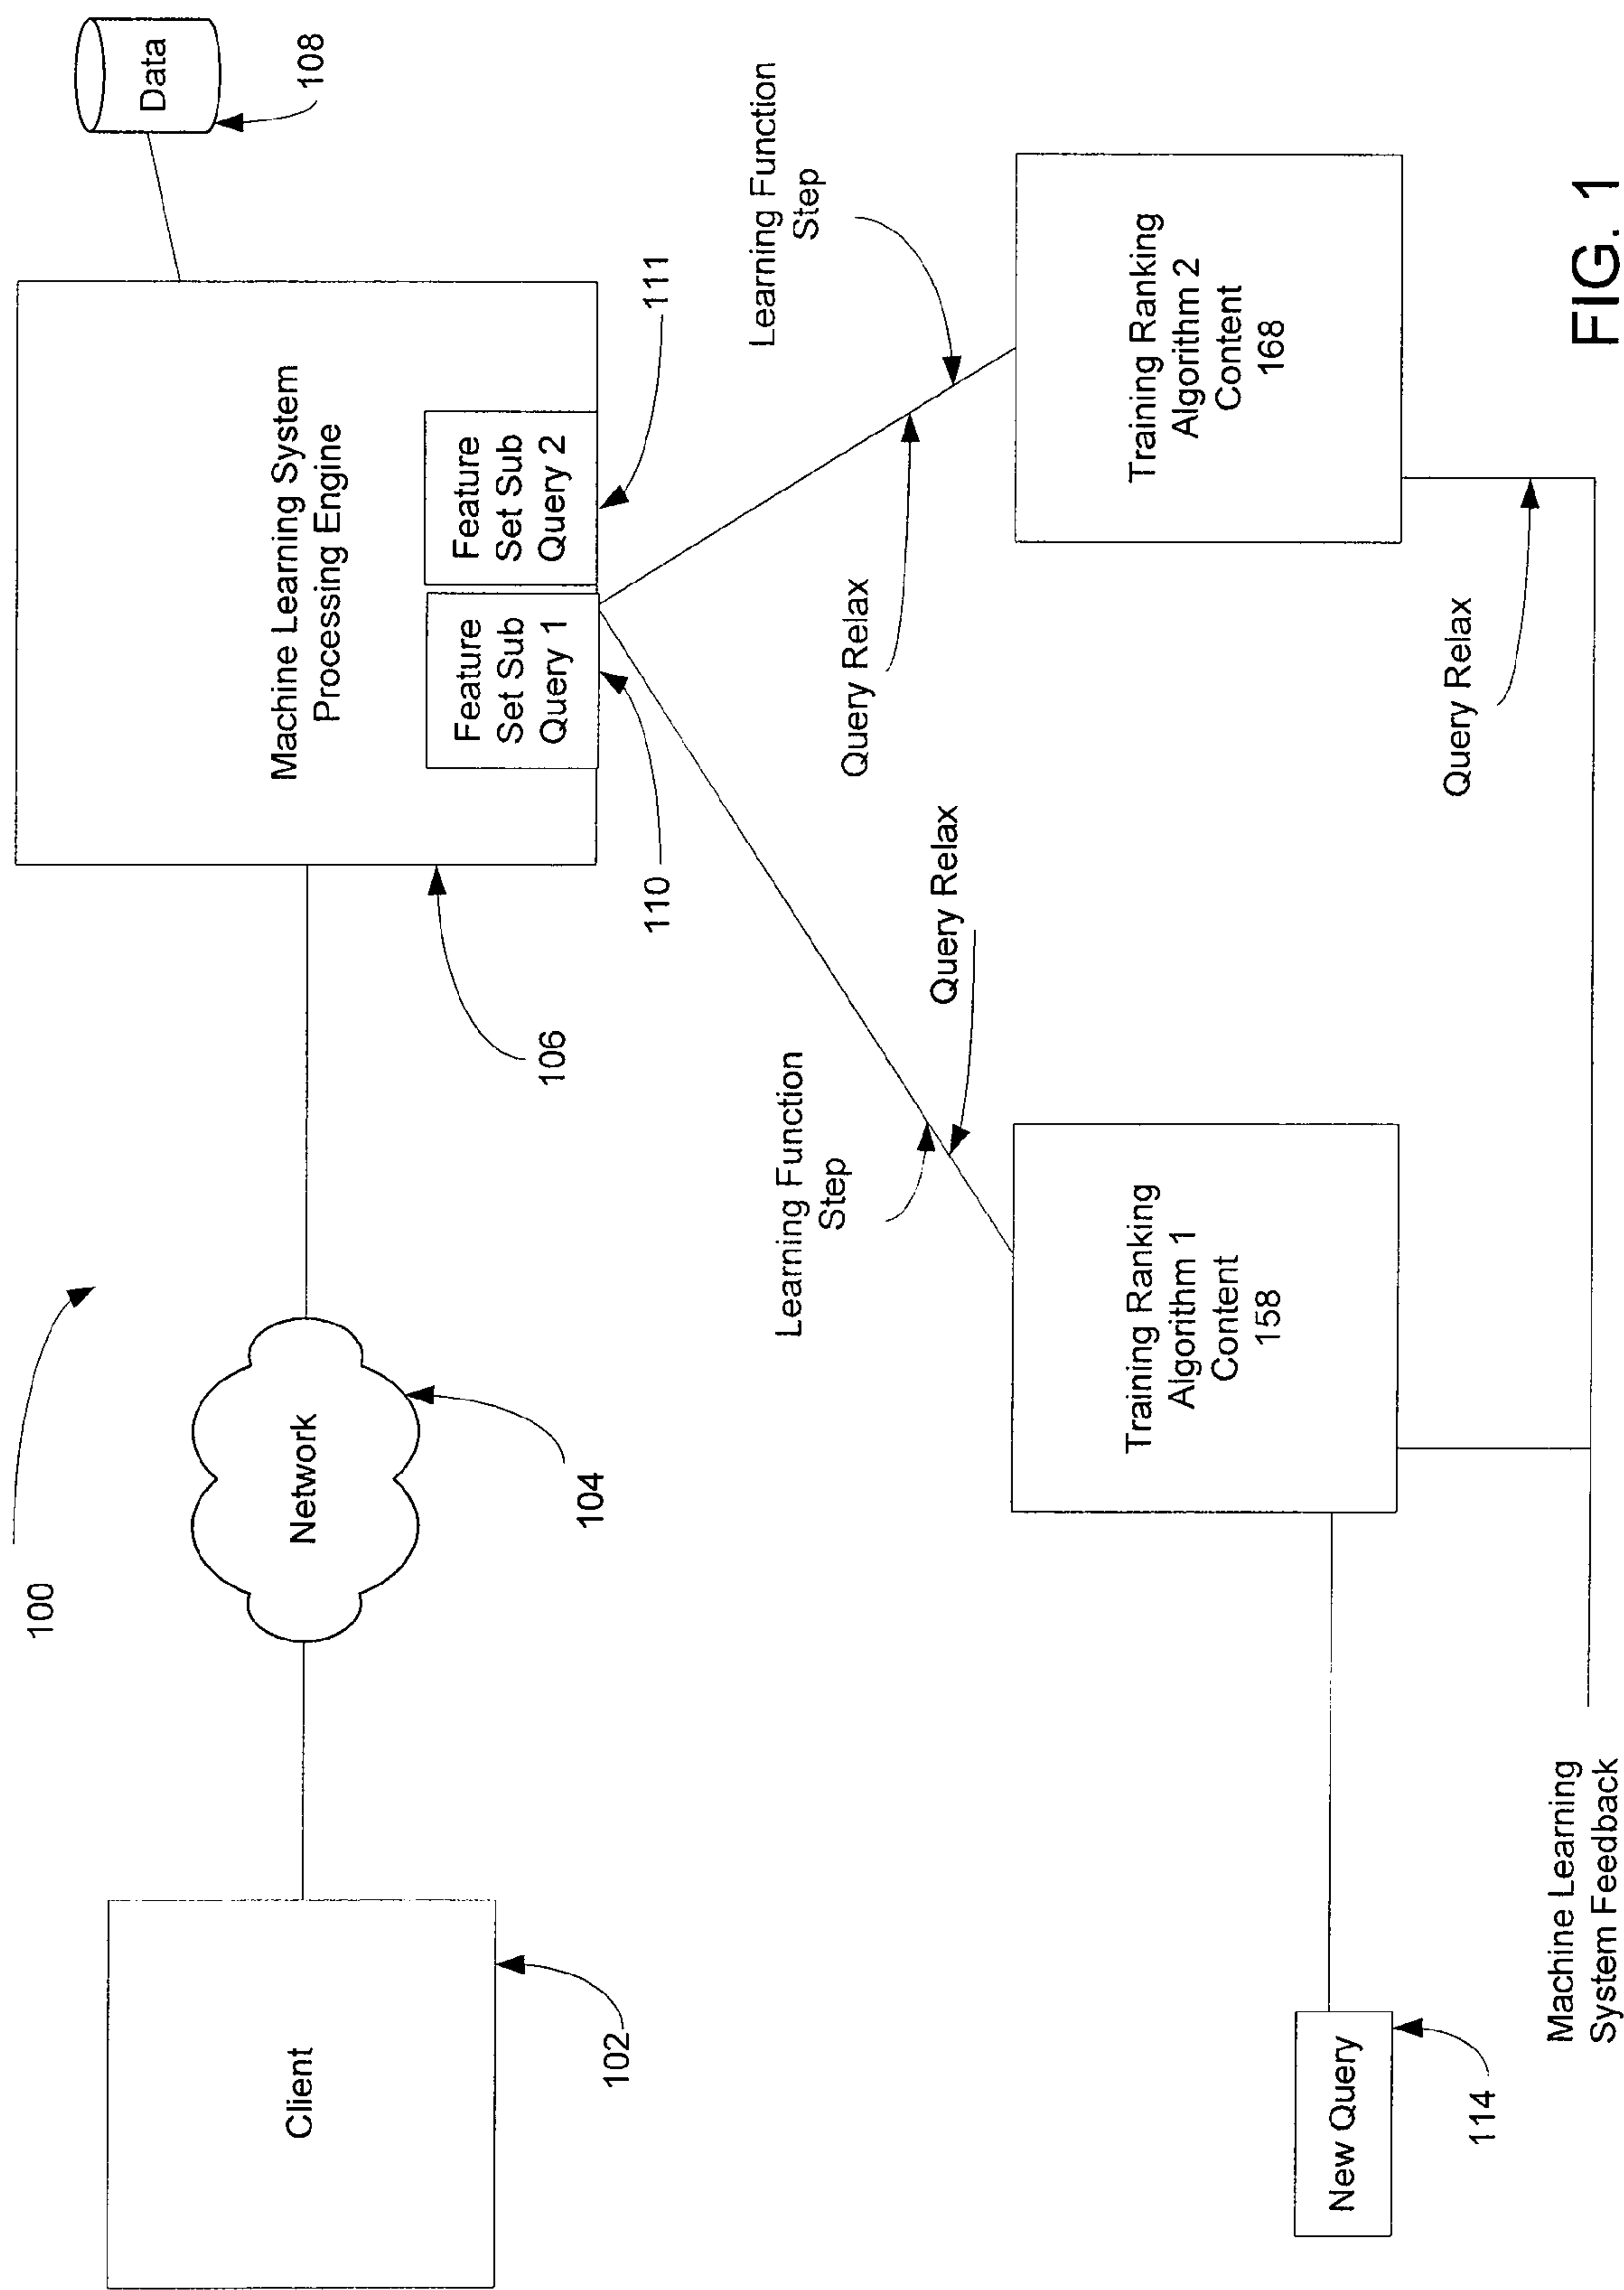 100
Client
102
Network
104
Machine Learning System
Processing Engine
106
Feature
Set Sub
Query 1
110
Feature
Set Sub
Query 2
111
Data
108
Learning Function
Step
Query Relax
Query Relax
Learning Function
Step
New Query
114
Training Ranking
Algorithm 1
Content
158
Training Ranking
Algorithm 2
Content
168
Query Relax
Machine Learning
System Feedback
FIG. 1